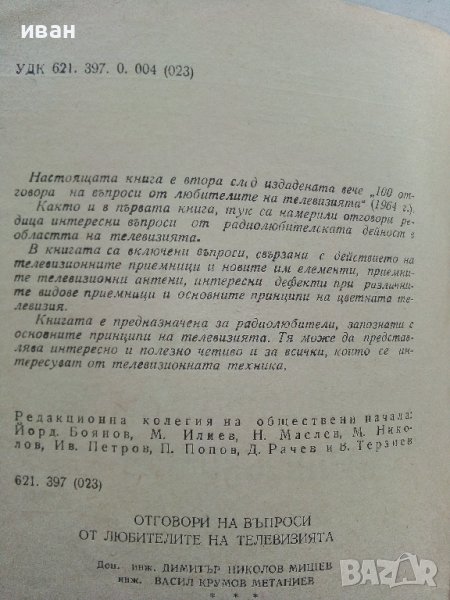 иван
УДК 621. 397. 0. 004 (023)
Настоящата книга е втора след издадената вече „100 от-
говора на въпроси от любителите на телевизията“ (1964 г.)
Както и в първата книга, тук са намерили отговори ре-
дица интересни въпроси от радиолюбителската дейност в
областта на телевизията.
В книгата са включени въпроси, свързани с действието на
телевизионните приемници и новите им елементи, приемни-
те телевизионни антени, интересни дефекти при различни-
те видове приемници и основните принципи на цветната те-
левизия.
Книгата е предназначена за радиолюбители, запознати с
основните принципи на телевизията. Тя може да представ-
лява интересно и полезно четиво и за всички, които се ин-
тересуват от телевизионната техника.
Редакционна колегия на обществени начала:
Йорд. Боянов, М. Илиев, Н. Маслев, М. Нико-
лов, Ив. Петров, П. Попов, Д. Рачев и В. Терзиев
621. 397 (023)
ОТГОВОРИ НА ВЪПРОСИ
ОТ ЛЮБИТЕЛИТЕ НА ТЕЛЕВИЗИЯТА
Доц. инж. ДИМИТЪР НИКОЛОВ МИШЕВ
инж. ВАСИЛ КРУМОВ МЕТАНИЕВ
* * *
BAZAR